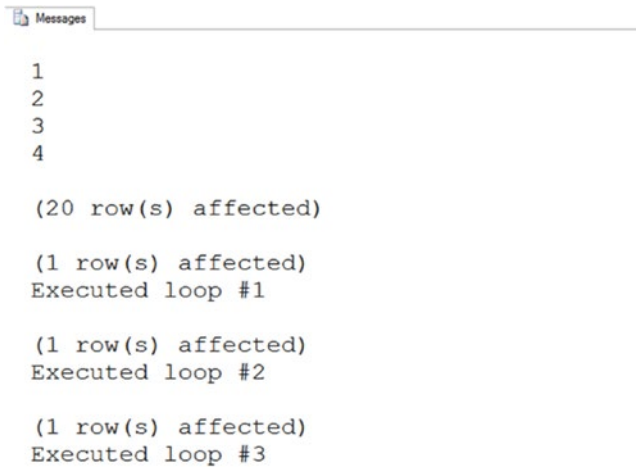 Messages
1
2
3
4
(20 row(s) affected)
(1 row(s) affected)
Executed loop #1
(1 row(s) affected)
Executed loop #2
(1 row(s) affected)
Executed loop #3